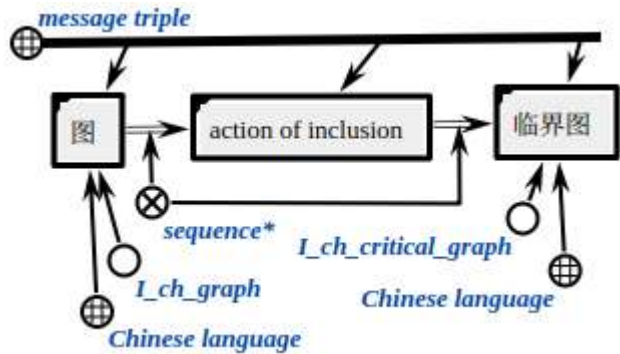 message triple
图
action of inclusion
临界图
sequence*
I_ch_critical_graph
I_ch_graph
Chinese language
Chinese language